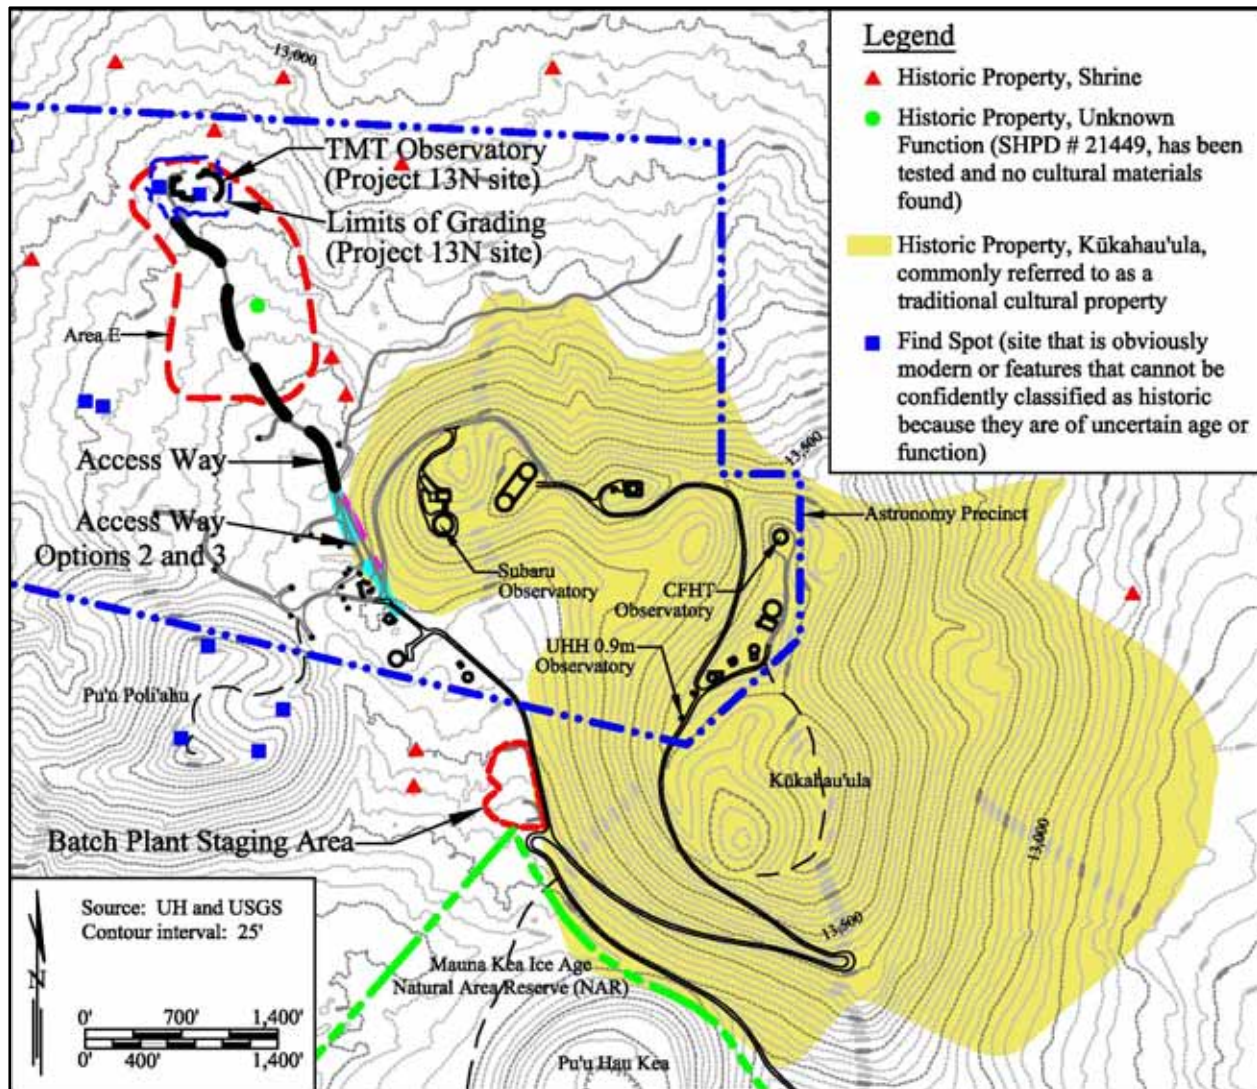 13,000
TMT Observatory
(Project 13N site)
Limits of Grading
(Project 13N site)
Area E
Access Way
Access Way
Options 2 and 3
Subaru
Observatory
CFHT
Observatory
UHH 0.9m
Observatory
13,500
Astronomy Precinct
Pu'u Poli'ahu
Kūkahau'ula
13,000
Batch Plant Staging Area
13,500
Mauna Kea Ice Age
Natural Area Reserve (NAR)
Pu'u Hau Kea
Legend
Historic Property, Shrine
Historic Property, Unknown
Function (SHPD # 21449, has been
tested and no cultural materials
found)
Historic Property, Kūkahau'ula,
commonly referred to as a
traditional cultural property
Find Spot (site that is obviously
modern or features that cannot be
confidently classified as historic
because they are of uncertain age or
function)
Source: UH and USGS
Contour interval: 25'
N
0' 700' 1,400'
0' 400' 1,400'